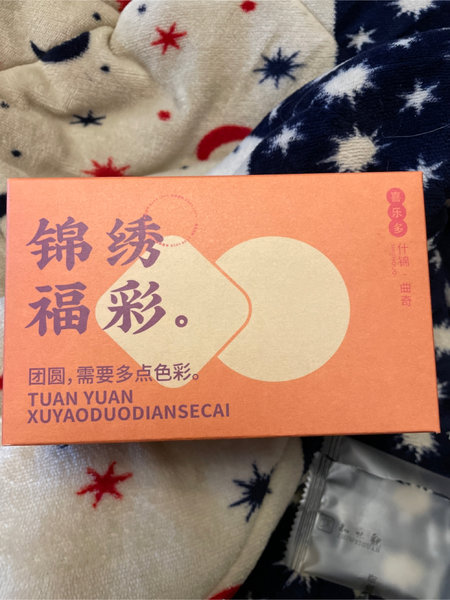 锦绣
福彩。
团圆，需要多点色彩。
TUAN YUAN
XUYAODUODIANSECAI
喜乐多
什锦 曲奇